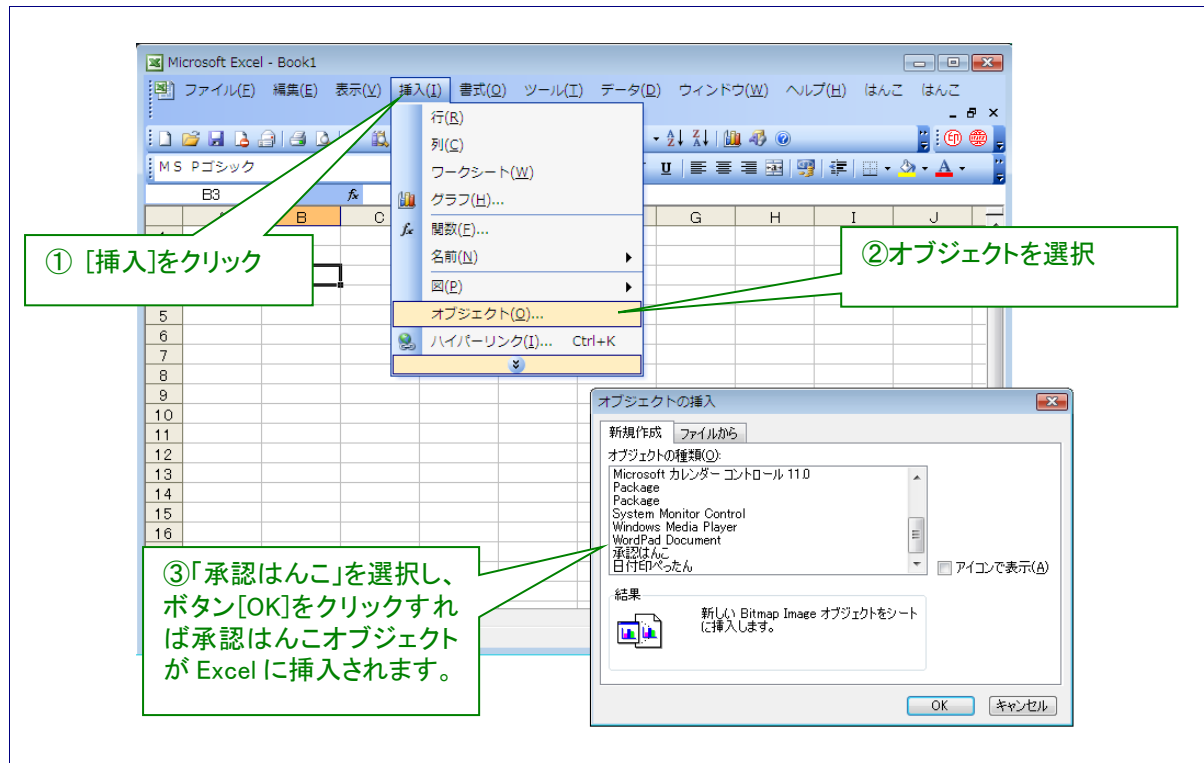 Microsoft Excel - Book1
ファイル(F) 編集(E) 表示(V) 挿入(I) 書式(O) ツール(T) データ(D) ウィンドウ(W) ヘルプ(H) はんこ はんこ
行(R)
列(C)
ワークシート(W)
グラフ(H)...
関数(F)...
名前(N)
図(P)
オブジェクト(O)...
ハイパーリンク(I)... Ctrl+K
MS Pゴシック
U
A
印
B3
fx
B C G H I J
① [挿入]をクリック
②オブジェクトを選択
5
6
7
8
9
10
11
12
13
14
15
16
③「承認はんこ」を選択し、
ボタン[OK]をクリックすれ
ば承認はんこオブジェクト
が Excel に挿入されます。
オブジェクトの挿入
新規作成 ファイルから
オブジェクトの種類(O):
Microsoft カレンダー コントロール 11.0
Package
Package
System Monitor Control
Windows Media Player
WordPad Document
承認はんこ
日付印ぺったん
アイコンで表示(A)
結果
新しい Bitmap Image オブジェクトをシート
に挿入します。
OK キャンセル